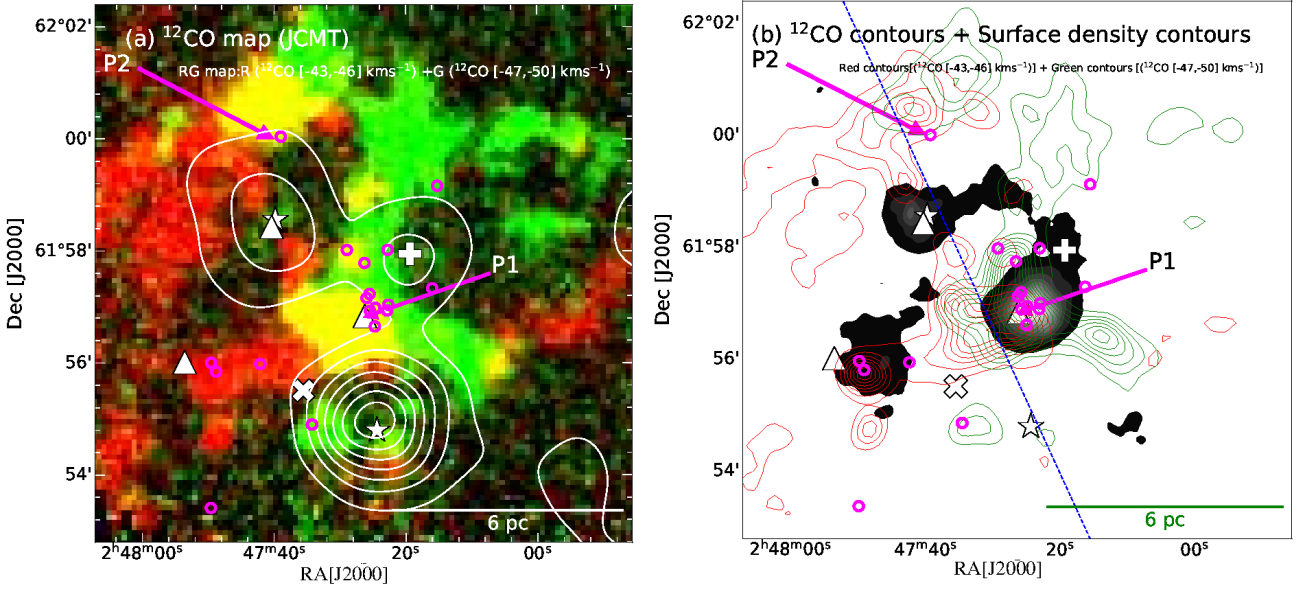 (a) ¹²CO map (JCMT)
RG map:R (¹²CO [-43,-46] kms⁻¹) +G (¹²CO [-47,-50] kms⁻¹)
P2
P1
6 pc
62°02'
00'
61°58'
56'
54'
Dec [J2000]
2ʰ48ᵐ00ˢ
47ᵐ40ˢ
20ˢ
00ˢ
RA[J2000]
(b) ¹²CO contours + Surface density contours
Red contours[(¹²CO [-43,-46] kms⁻¹)] + Green contours [(¹²CO [-47,-50] kms⁻¹)]
P2
P1
6 pc
62°02'
00'
61°58'
56'
54'
Dec [J2000]
2ʰ48ᵐ00ˢ
47ᵐ40ˢ
20ˢ
00ˢ
RA[J2000]